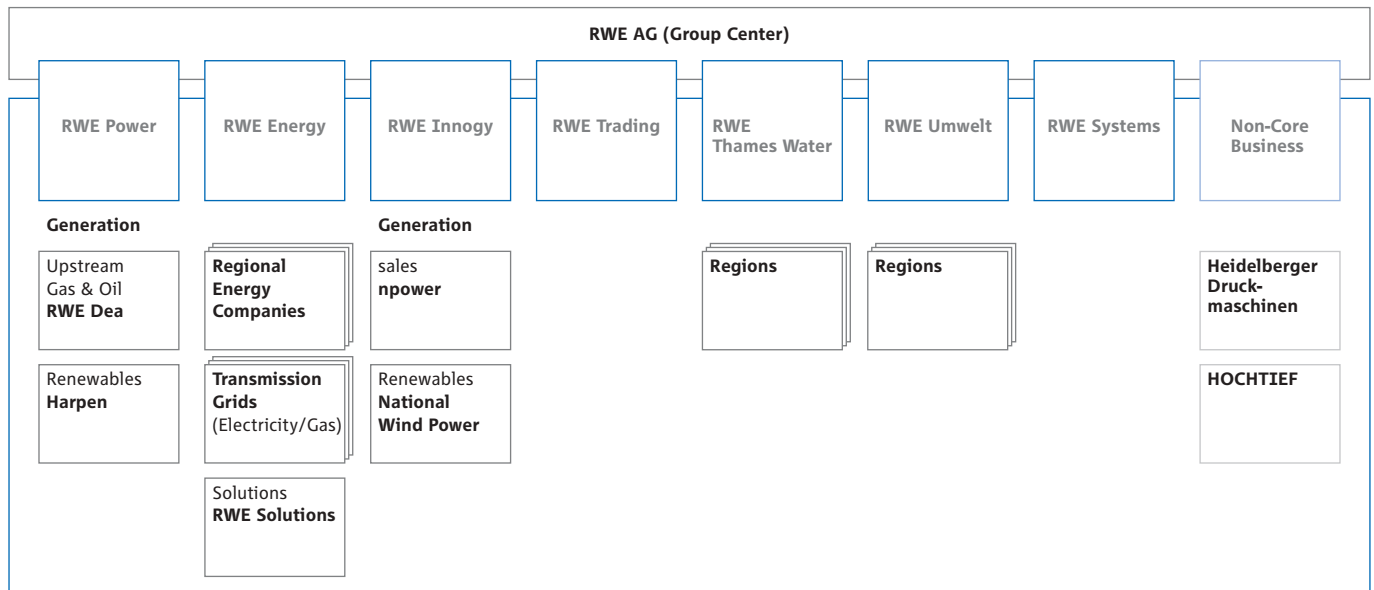 RWE AG (Group Center)
RWE Power
RWE Energy
RWE Innogy
RWE Trading
RWE
Thames Water
RWE Umwelt
RWE Systems
Non-Core
Business
Generation
Generation
Upstream
Gas & Oil
RWE Dea
Regional
Energy
Companies
sales
npower
Regions
Regions
Heidelberger
Druck-
maschinen
Renewables
Harpen
Transmission
Grids
(Electricity/Gas)
Renewables
National
Wind Power
HOCHTIEF
Solutions
RWE Solutions